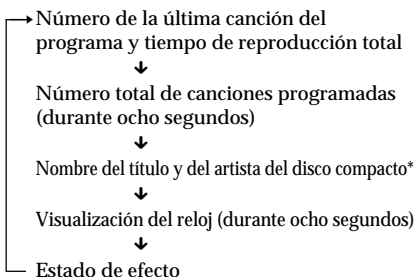 Número de la última canción del
programa y tiempo de reproducción total
Número total de canciones programadas
(durante ocho segundos)
Nombre del título y del artista del disco compacto*
Visualización del reloj (durante ocho segundos)
Estado de efecto